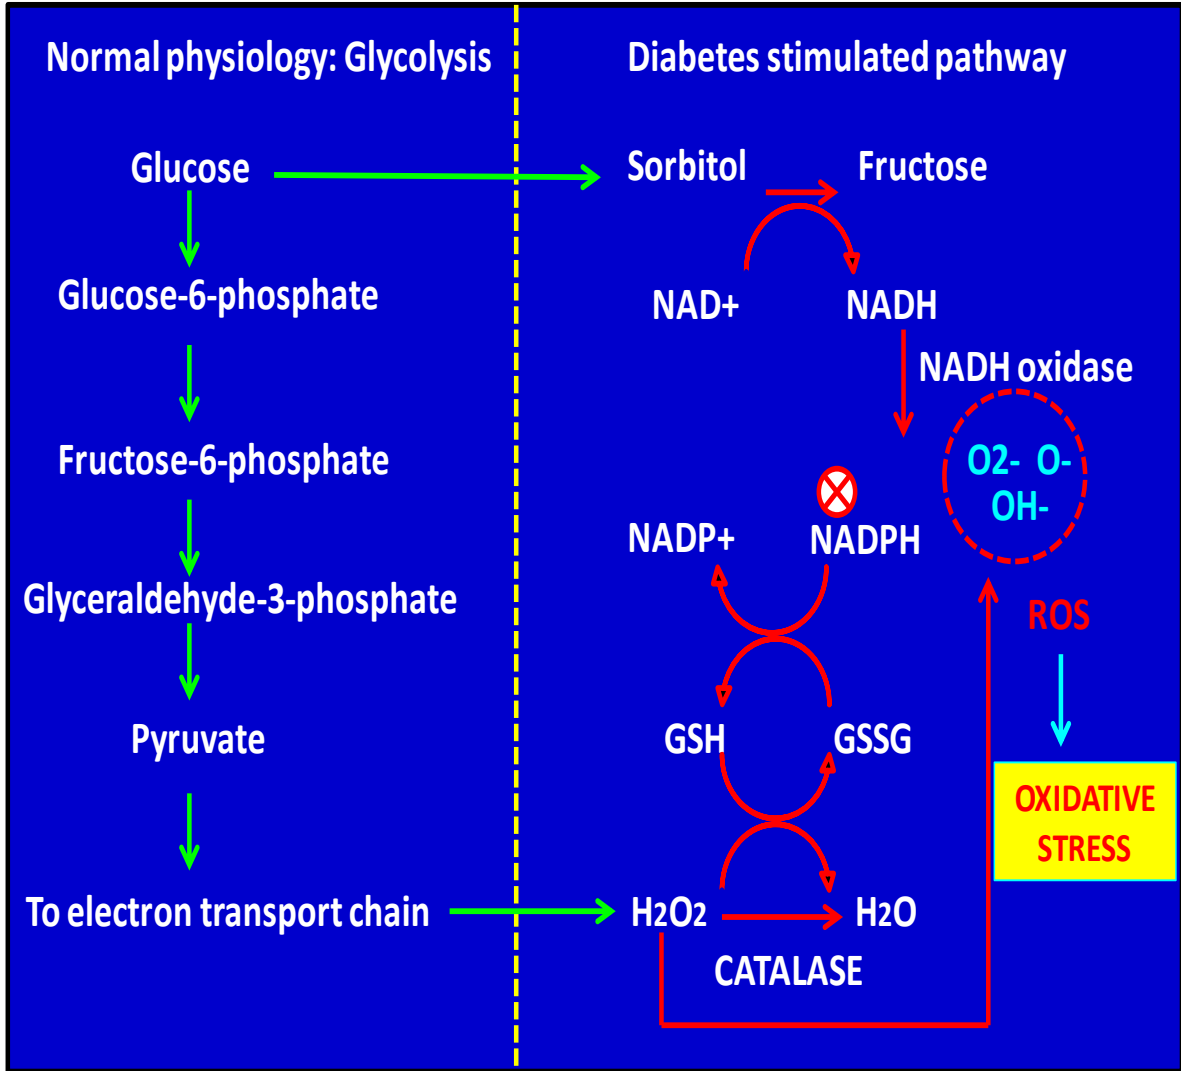 Normal physiology: Glycolysis
Diabetes stimulated pathway
Glucose
Sorbitol
Fructose
Glucose-6-phosphate
NAD+
NADH
NADH oxidase
Fructose-6-phosphate
O2- O-
OH-
NADP+
NADPH
Glyceraldehyde-3-phosphate
ROS
Pyruvate
GSH
GSSG
OXIDATIVE
STRESS
To electron transport chain
H2O2
H2O
CATALASE